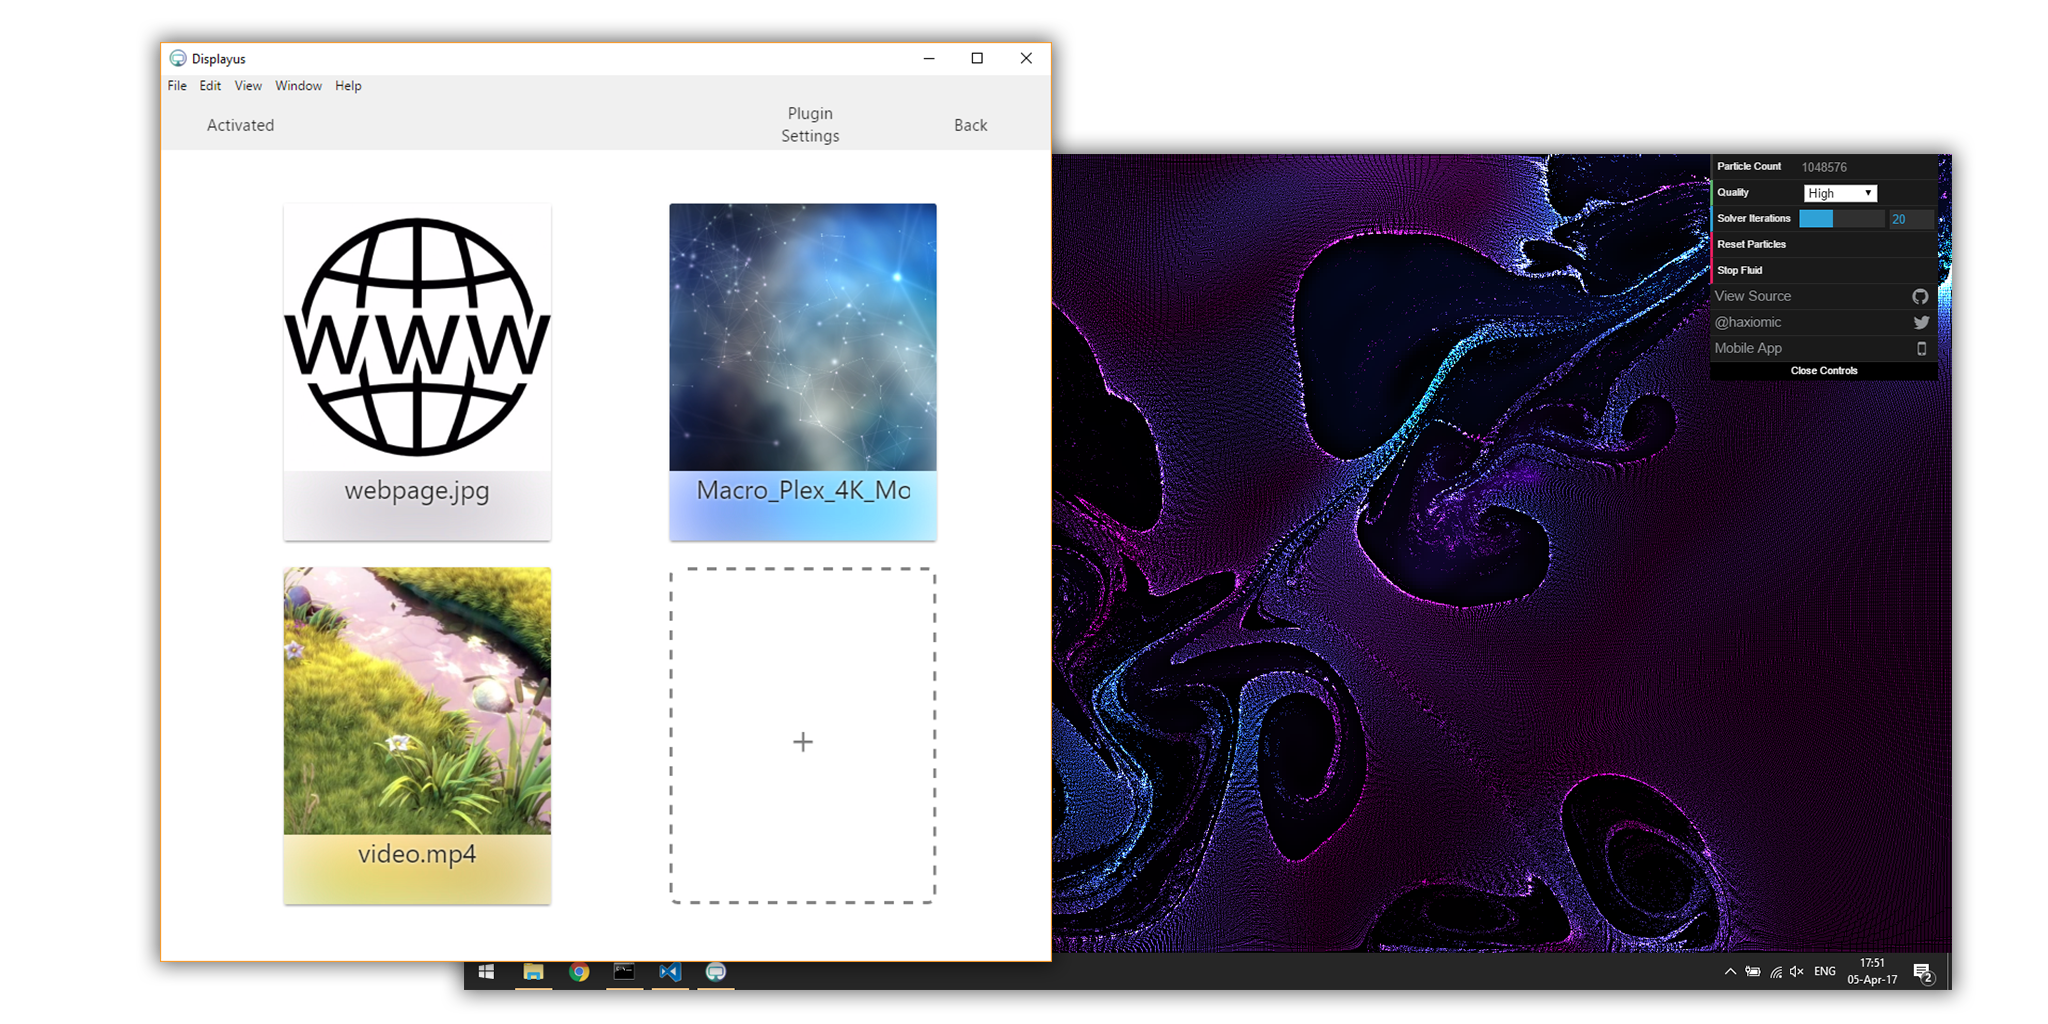 Displayus
File Edit View Window Help
Activated
Plugin
Settings
Back
WWW
webpage.jpg
Macro_Plex_4K_Mo
video.mp4
+
Particle Count 1048576
Quality High
Solver Iterations 20
Reset Particles
Stop Fluid
View Source
@haxiomic
Mobile App
Close Controls
ENG
17:51
05-Apr-17
2